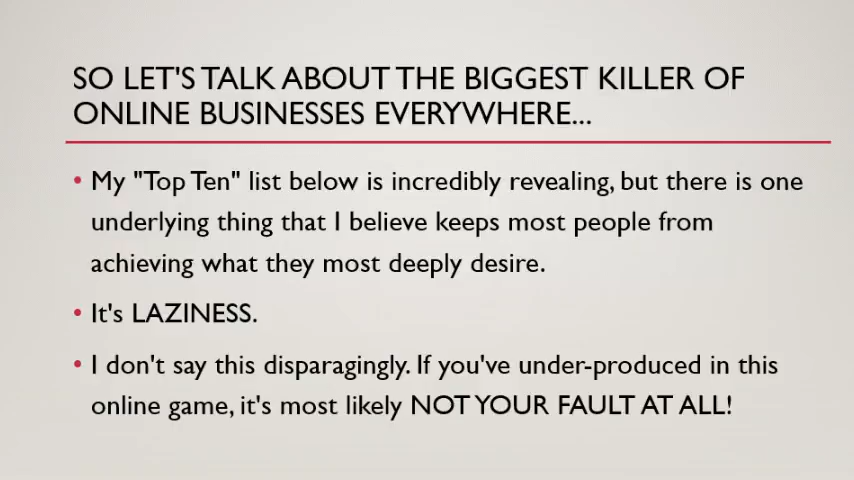 SO LET'S TALK ABOUT THE BIGGEST KILLER OF
ONLINE BUSINESSES EVERYWHERE...
• My "Top Ten" list below is incredibly revealing, but there is one
underlying thing that I believe keeps most people from
achieving what they most deeply desire.
• It's LAZINESS.
• I don't say this disparagingly. If you've under-produced in this
online game, it's most likely NOT YOUR FAULT AT ALL!